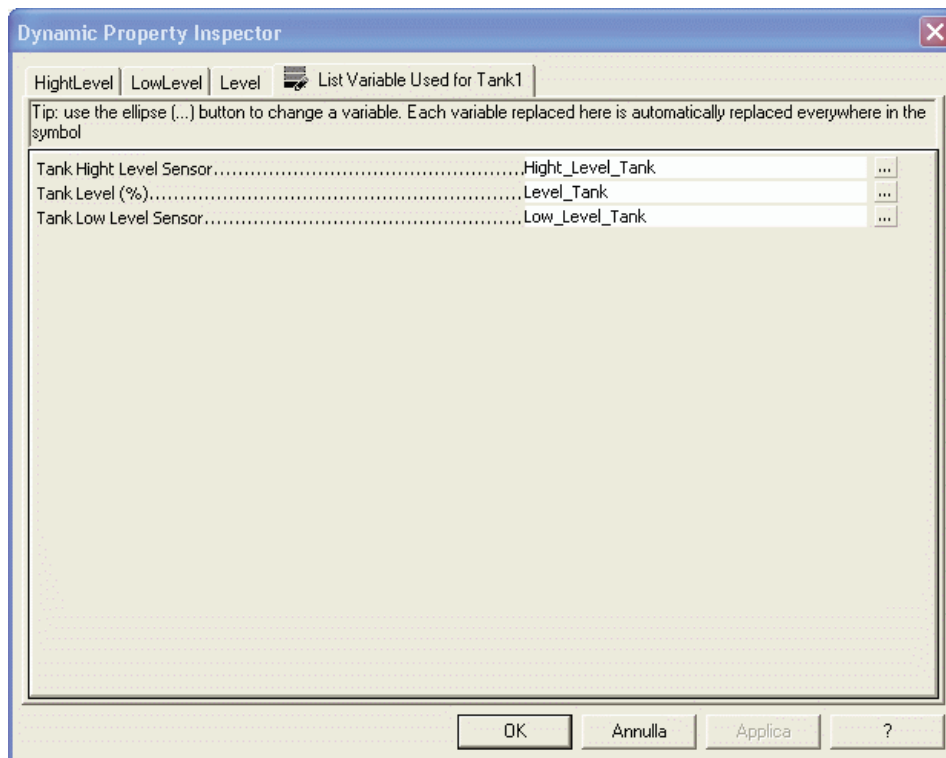 Dynamic Property Inspector
HightLevel LowLevel Level List Variable Used for Tank1
Tip: use the ellipse (...) button to change a variable. Each variable replaced here is automatically replaced everywhere in the
symbol
Tank Hight Level Sensor Hight_Level_Tank ...
Tank Level (%) Level_Tank ...
Tank Low Level Sensor Low_Level_Tank ...
OK Annulla Applica ?